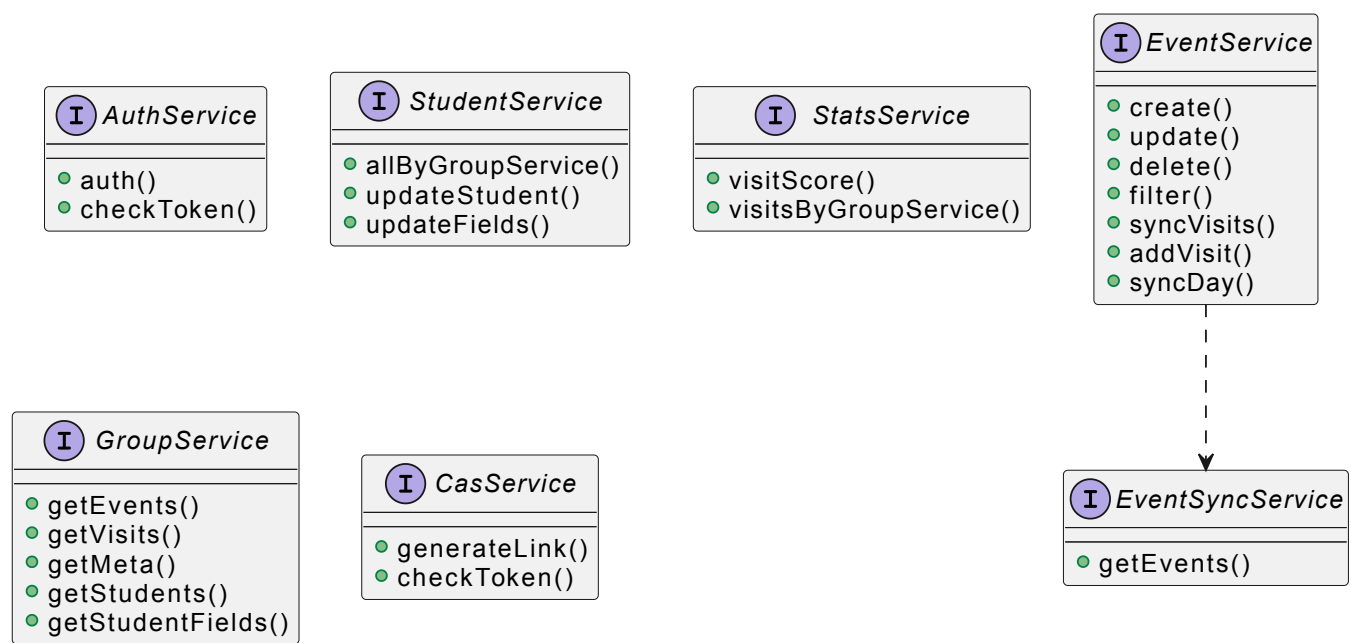 I AuthService
auth()
checkToken()
I StudentService
allByGroupService()
updateStudent()
updateFields()
I StatsService
visitScore()
visitsByGroupService()
I EventService
create()
update()
delete()
filter()
syncVisits()
addVisit()
syncDay()
I GroupService
getEvents()
getVisits()
getMeta()
getStudents()
getStudentFields()
I CasService
generateLink()
checkToken()
I EventSyncService
getEvents()